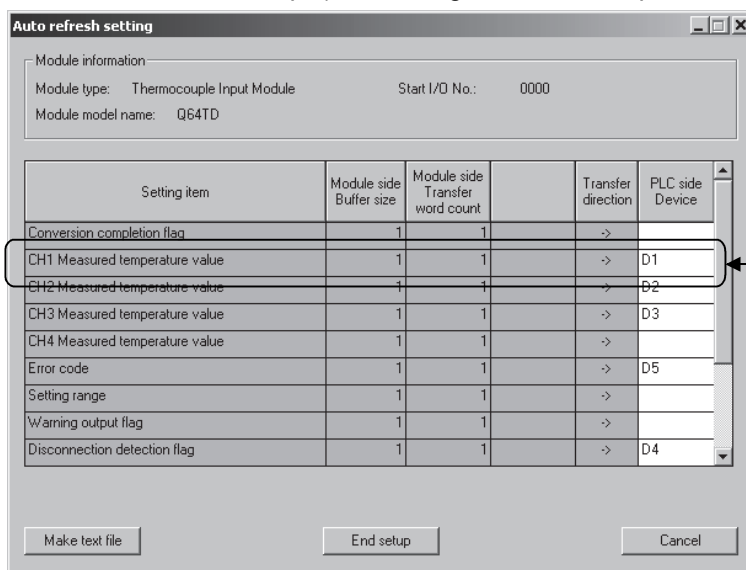 Auto refresh setting
Module information
Module type: Thermocouple Input Module Start I/O No.: 0000
Module model name: Q64TD
Setting item Module side Buffer size Module side Transfer word count Transfer direction PLC side Device
Conversion completion flag 1 1 ->
CH1 Measured temperature value 1 1 -> D1
CH2 Measured temperature value 1 1 -> D2
CH3 Measured temperature value 1 1 -> D3
CH4 Measured temperature value 1 1 ->
Error code 1 1 -> D5
Setting range 1 1 ->
Warning output flag 1 1 ->
Disconnection detection flag 1 1 -> D4
Make text file End setup Cancel